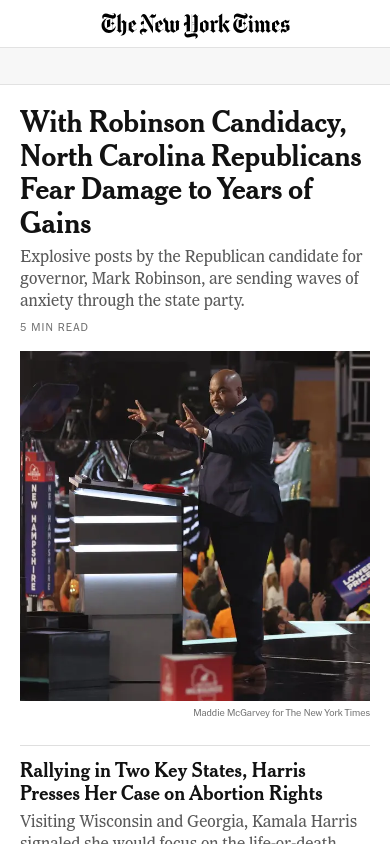 The New York Times
With Robinson Candidacy,
North Carolina Republicans
Fear Damage to Years of
Gains
Explosive posts by the Republican candidate for
governor, Mark Robinson, are sending waves of
anxiety through the state party.
5 MIN READ
NEW HAMPSHIRE
NEW HAMPSHIRE
LOWER
Maddie McGarvey for The New York Times
Rallying in Two Key States, Harris
Presses Her Case on Abortion Rights
Visiting Wisconsin and Georgia, Kamala Harris
signaled she would focus on the life-or-death